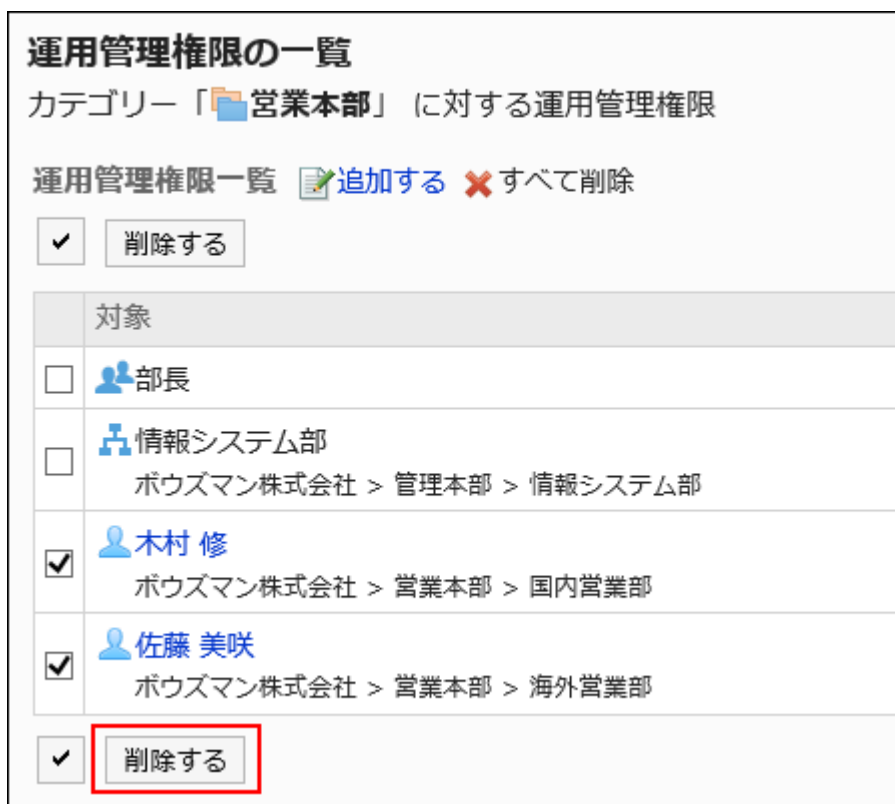 運用管理権限の一覧
カテゴリー「営業本部」 に対する運用管理権限
運用管理権限一覧 追加する すべて削除
削除する
対象
部長
情報システム部
ボウズマン株式会社 > 管理本部 > 情報システム部
木村 修
ボウズマン株式会社 > 営業本部 > 国内営業部
佐藤 美咲
ボウズマン株式会社 > 営業本部 > 海外営業部
削除する